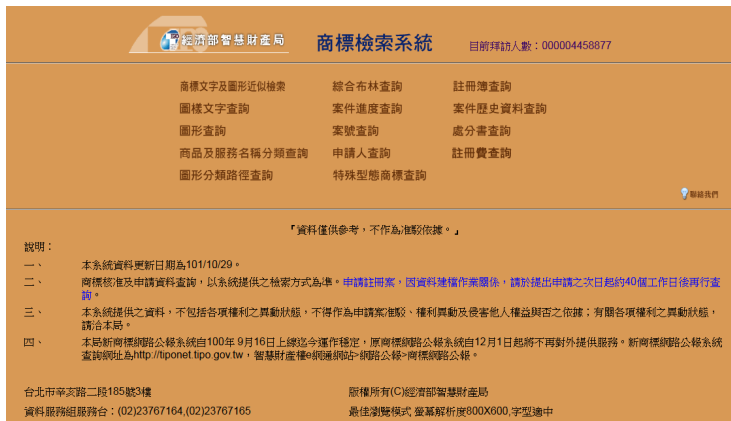 經濟部智慧財產局 商標檢索系統 目前拜訪人數：000004458877
商標文字及圖形近似檢索 綜合布林查詢 註冊簿查詢
圖樣文字查詢 案件進度查詢 案件歷史資料查詢
圖形查詢 案號查詢 處分書查詢
商品及服務名稱分類查詢 申請人查詢 註冊費查詢
圖形分類路徑查詢 特殊型態商標查詢
聯絡我們
『資料僅供參考，不作為准駁依據。』
說明：
一、 本系統資料更新日期為101/10/29。
二、 商標核准及申請資料查詢，以系統提供之檢索方式為準。申請註冊案，因資料建檔作業關係，請於提出申請之次日起約40個工作日後再行查
詢。
三、 本系統提供之資料，不包括各項權利之異動狀態，不得作為申請案准駁、權利異動及侵害他人權益與否之依據；有關各項權利之異動狀態，
請洽本局。
四、 本局新商標網路公報系統自100年 9月16日上線迄今運作穩定，原商標網路公報系統自12月1日起將不再對外提供服務。新商標網路公報系統
查詢網址為http://tiponet.tipo.gov.tw，智慧財產權e網通網站>網路公報>商標網路公報。
台北市辛亥路二段185號3樓 版權所有(C)經濟部智慧財產局
資料服務組服務台：(02)23767164,(02)23767165 最佳瀏覽模式 螢幕解析度800X600,字型適中